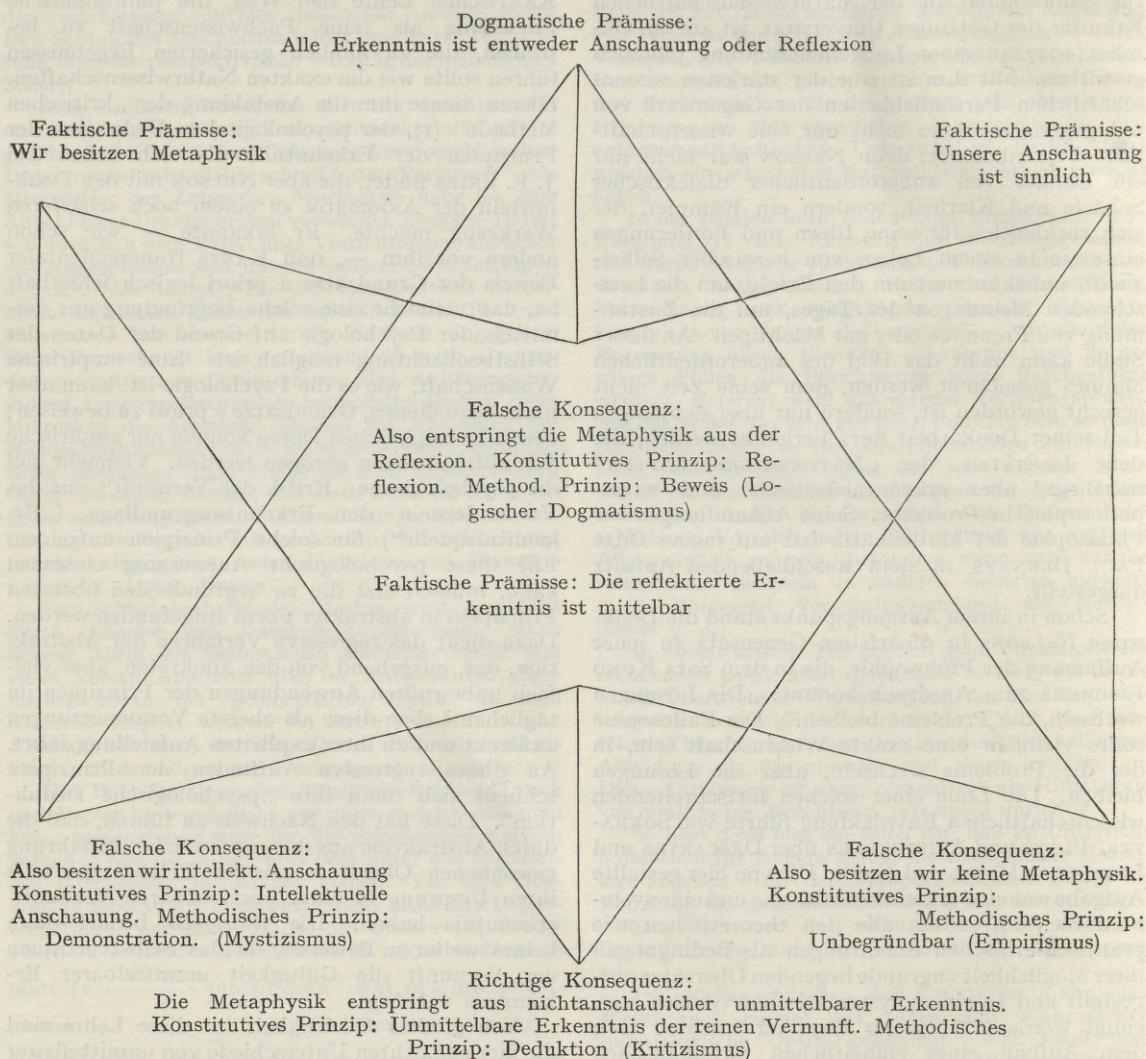 Dogmatische Prämisse:
Alle Erkenntnis ist entweder Anschauung oder Reflexion
Faktische Prämisse:
Wir besitzen Metaphysik
Faktische Prämisse:
Unsere Anschauung
ist sinnlich
Falsche Konsequenz:
Also entspringt die Metaphysik aus der
Reflexion. Konstitutives Prinzip: Re-
flexion. Method. Prinzip: Beweis (Lo-
gischer Dogmatismus)
Faktische Prämisse: Die reflektierte Er-
kenntnis ist mittelbar
Falsche Konsequenz:
Also besitzen wir intellekt. Anschauung
Konstitutives Prinzip: Intellektuelle
Anschauung. Methodisches Prinzip:
Demonstration. (Mystizismus)
Falsche Konsequenz:
Also besitzen wir keine Metaphysik.
Konstitutives Prinzip:
Methodisches Prinzip:
Unbegründbar (Empirismus)
Richtige Konsequenz:
Die Metaphysik entspringt aus nichtanschaulicher unmittelbarer Erkenntnis.
Konstitutives Prinzip: Unmittelbare Erkenntnis der reinen Vernunft. Methodisches
Prinzip: Deduktion (Kritizismus)